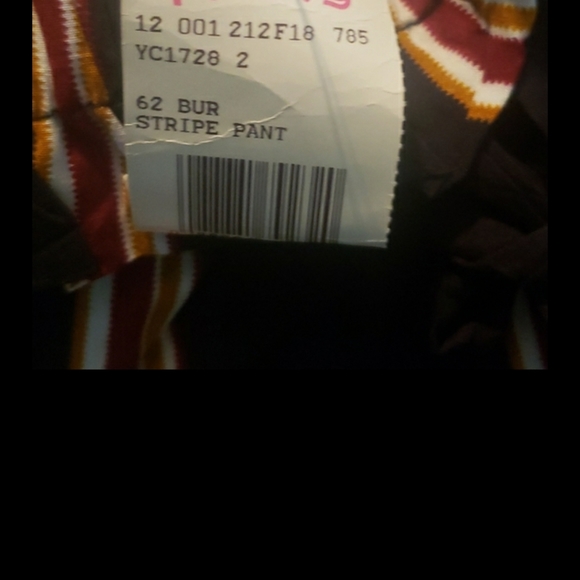 12 001 212F18 785
YC1728 2
62 BUR
STRIPE PANT